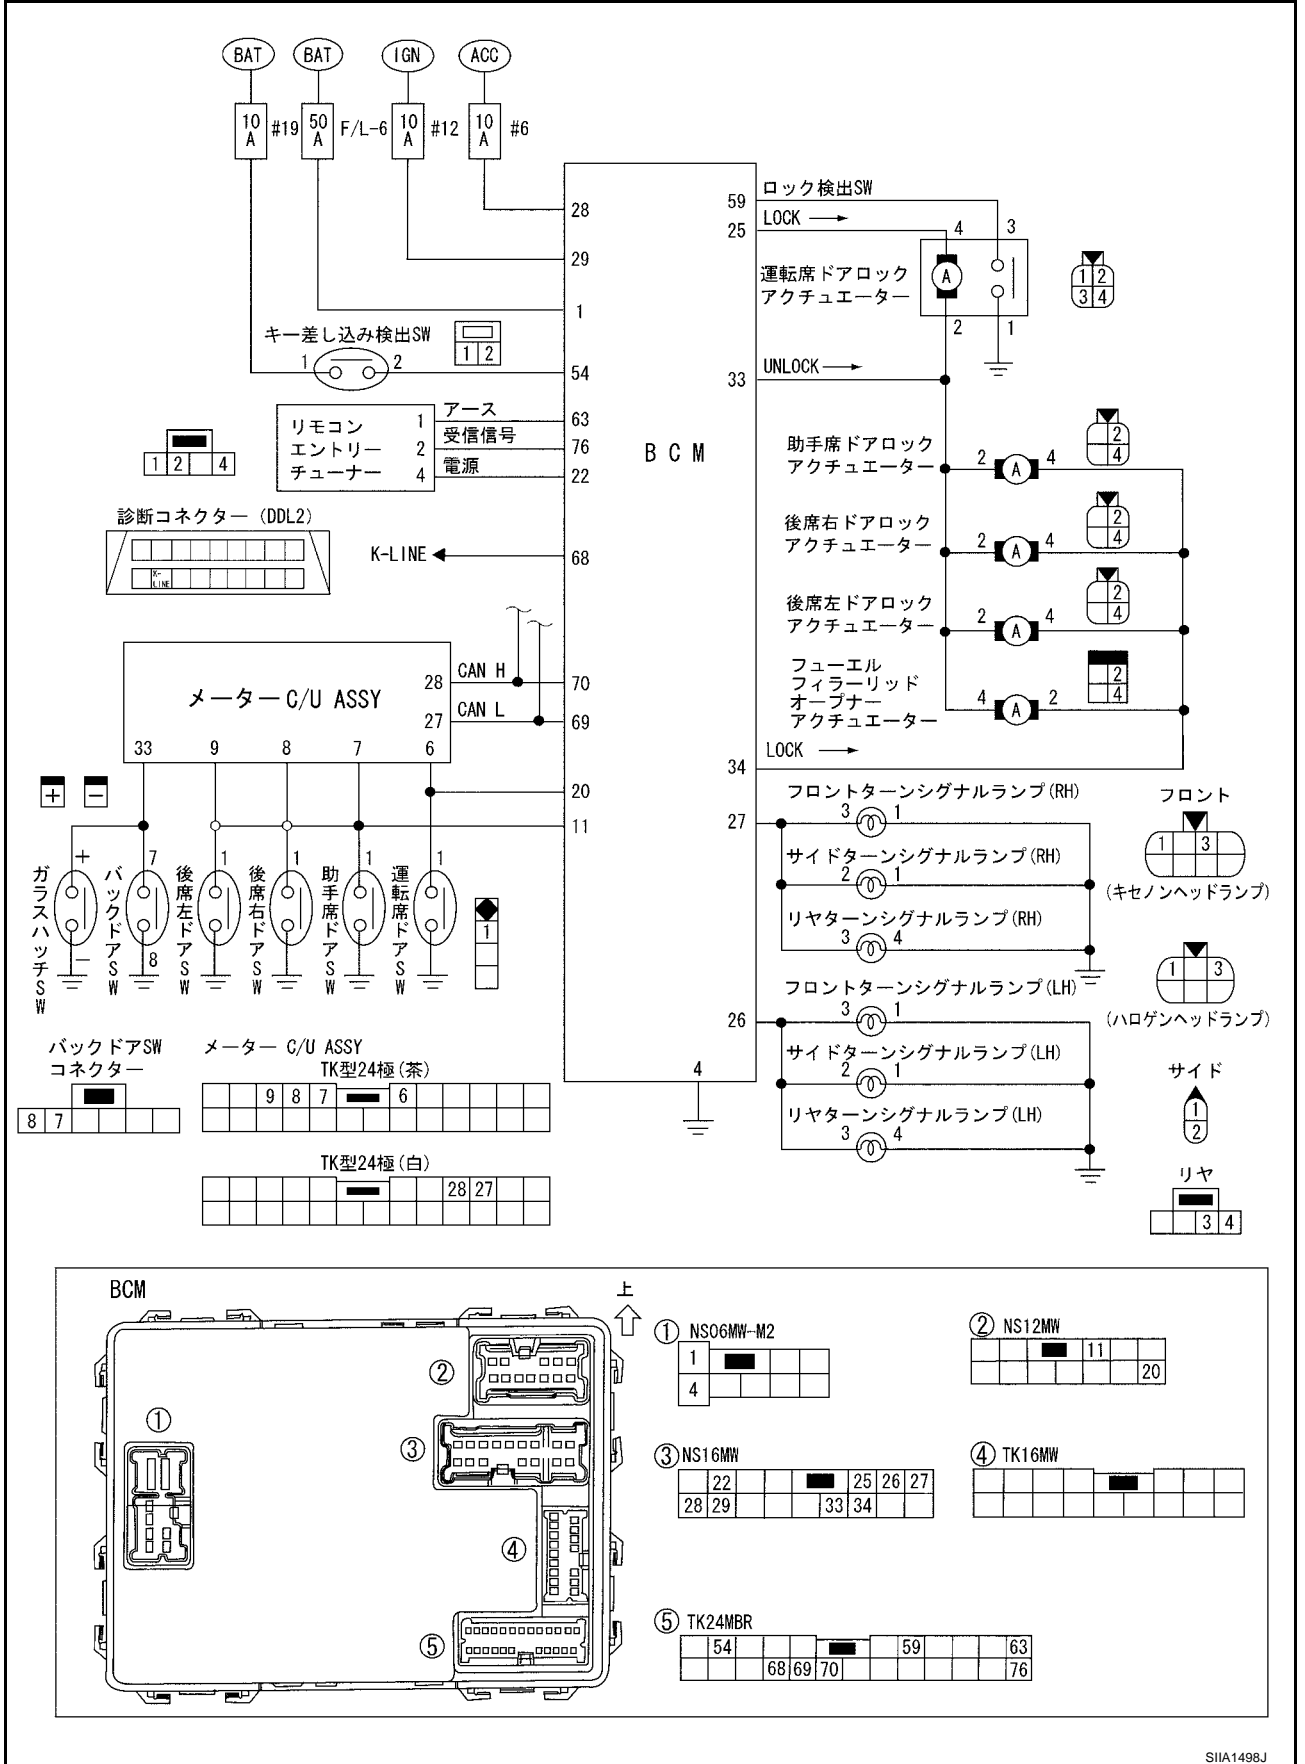 BAT BAT IGN ACC
10A #19 50A F/L-6 10A #12 10A #6
28
29
1
キー差し込み検出SW
1 2
1 2
54
リモコン
エントリー
チューナー
1 アース 63
2 受信信号 76
4 電源 22
1 2 4
診断コネクター (DDL2)
K-LINE
K-LINE 68
BCM
メーター C/U ASSY
28 CAN H 70
27 CAN L 69
33 9 8 7 6
20
11
+ -
+ 7 1 1 1 1
- 8
ガラスハッチSW
バックドアSW
後席左ドアSW
後席右ドアSW
助手席ドアSW
運転席ドアSW
1
59 ロック検出SW
25 LOCK
4 3
運転席ドアロック
アクチュエーター
A
2 1
1 2
3 4
33 UNLOCK
助手席ドアロック
アクチュエーター
2 A 4
2
4
後席右ドアロック
アクチュエーター
2 A 4
2
4
後席左ドアロック
アクチュエーター
2 A 4
2
4
フューエル
フィラーリッド
オープナー
アクチュエーター
4 A 2
2
4
34 LOCK
27
フロントターンシグナルランプ(RH)
3 1
サイドターンシグナルランプ(RH)
2 1
リヤターンシグナルランプ(RH)
3 4
26
フロントターンシグナルランプ(LH)
3 1
サイドターンシグナルランプ(LH)
2 1
リヤターンシグナルランプ(LH)
3 4
4
フロント
1 3
(キセノンヘッドランプ)
1 3
(ハロゲンヘッドランプ)
サイド
1
2
リヤ
3 4
バックドアSW
コネクター
8 7
メーター C/U ASSY
TK型24極(茶)
9 8 7 6
TK型24極(白)
28 27
BCM
上
①
②
③
④
⑤
① NS06MW-M2
1
4
② NS12MW
11
20
③ NS16MW
22 25 26 27
28 29 33 34
④ TK16MW
⑤ TK24MBR
54 59 63
68 69 70 76
SIIA1498J